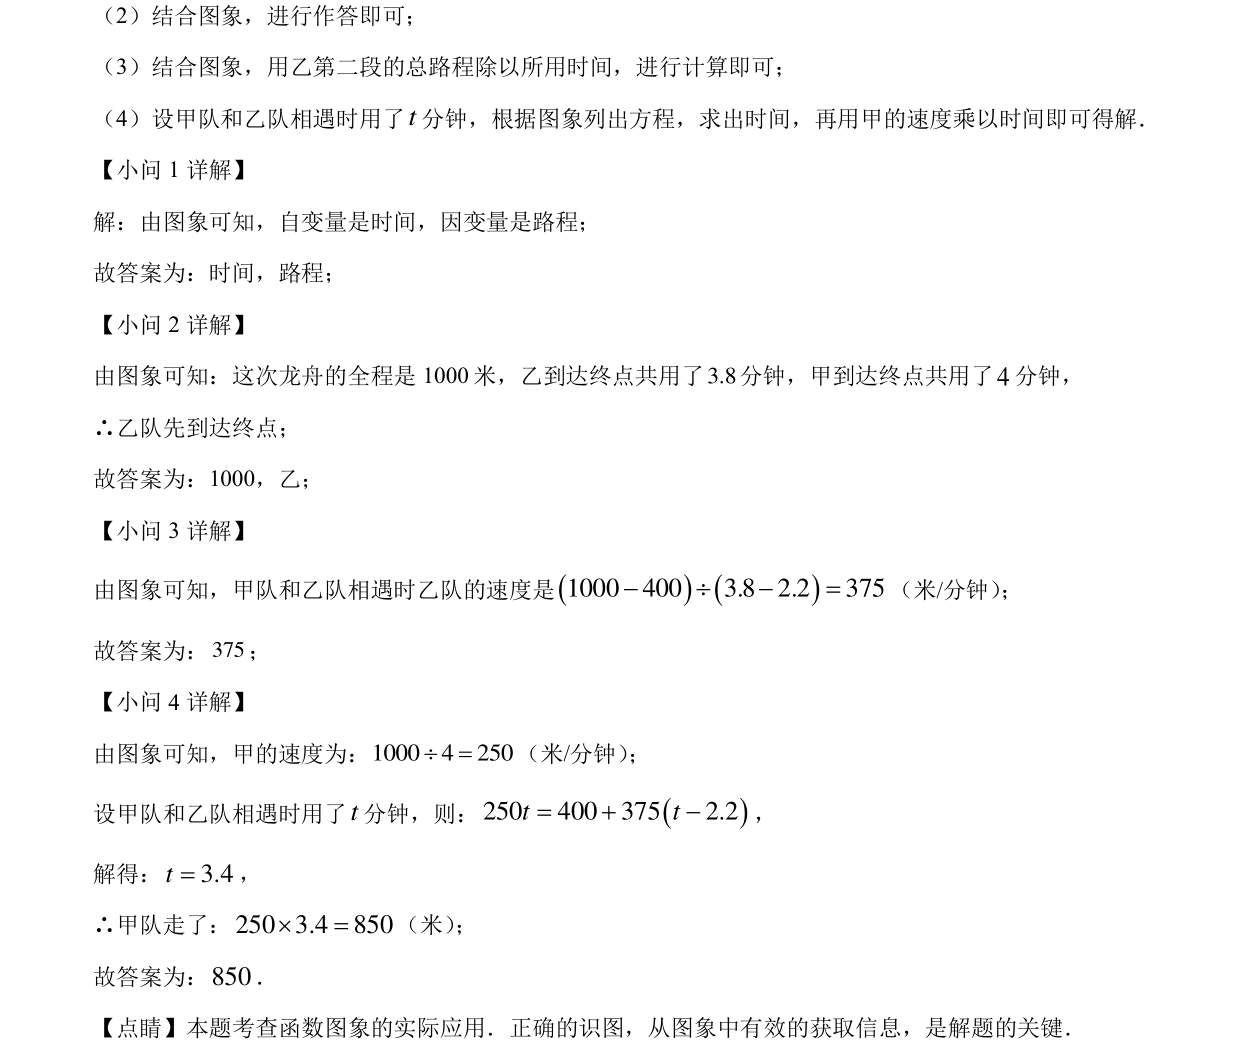 （2）结合图象，进行作答即可；
（3）结合图象，用乙第二段的总路程除以所用时间，进行计算即可；
（4）设甲队和乙队相遇时用了 t 分钟，根据图象列出方程，求出时间，再用甲的速度乘以时间即可得解．
【小问 1 详解】
解：由图象可知，自变量是时间，因变量是路程；
故答案为：时间，路程；
【小问 2 详解】
由图象可知：这次龙舟的全程是 1000 米，乙到达终点共用了 3.8 分钟，甲到达终点共用了 4 分钟，
∴乙队先到达终点；
故答案为：1000，乙；
【小问 3 详解】
由图象可知，甲队和乙队相遇时乙队的速度是 (1000 − 400) ÷ (3.8 − 2.2) = 375（米/分钟）；
故答案为：375；
【小问 4 详解】
由图象可知，甲的速度为：1000 ÷ 4 = 250（米/分钟）；
设甲队和乙队相遇时用了 t 分钟，则：250t = 400 + 375(t − 2.2)，
解得：t = 3.4，
∴甲队走了：250 × 3.4 = 850（米）；
故答案为：850．
【点睛】本题考查函数图象的实际应用．正确的识图，从图象中有效的获取信息，是解题的关键．